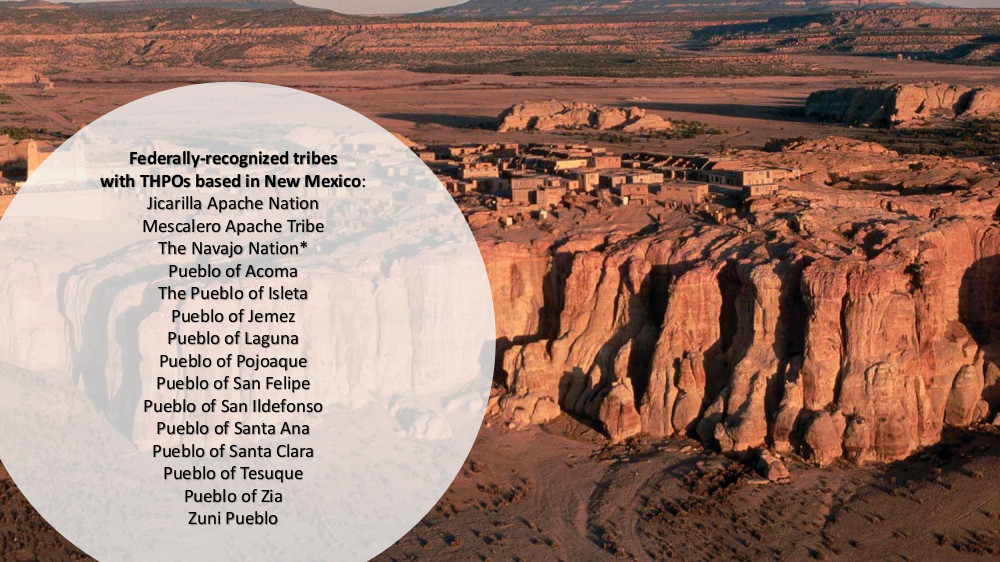 Federally-recognized tribes
with THPOs based in New Mexico:
Jicarilla Apache Nation
Mescalero Apache Tribe
The Navajo Nation*
Pueblo of Acoma
The Pueblo of Isleta
Pueblo of Jemez
Pueblo of Laguna
Pueblo of Pojoaque
Pueblo of San Felipe
Pueblo of San Ildefonso
Pueblo of Santa Ana
Pueblo of Santa Clara
Pueblo of Tesuque
Pueblo of Zia
Zuni Pueblo